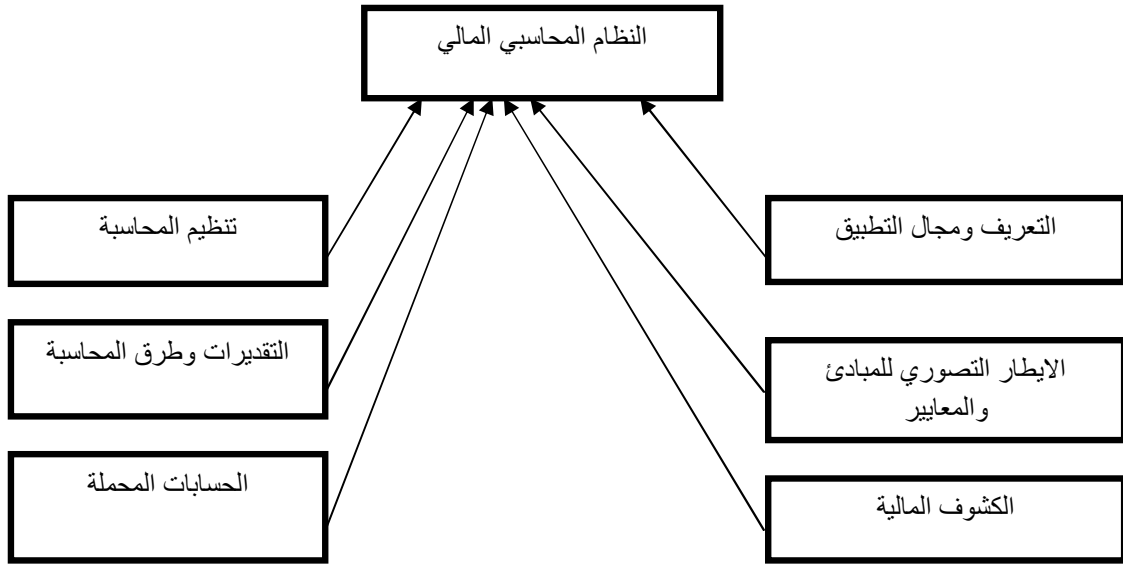 النظام المحاسبي المالي
التعريف ومجال التطبيق
تنظيم المحاسبة
الايطار التصوري للمبادئ
والمعايير
التقديرات وطرق المحاسبة
الكشوف المالية
الحسابات المحملة